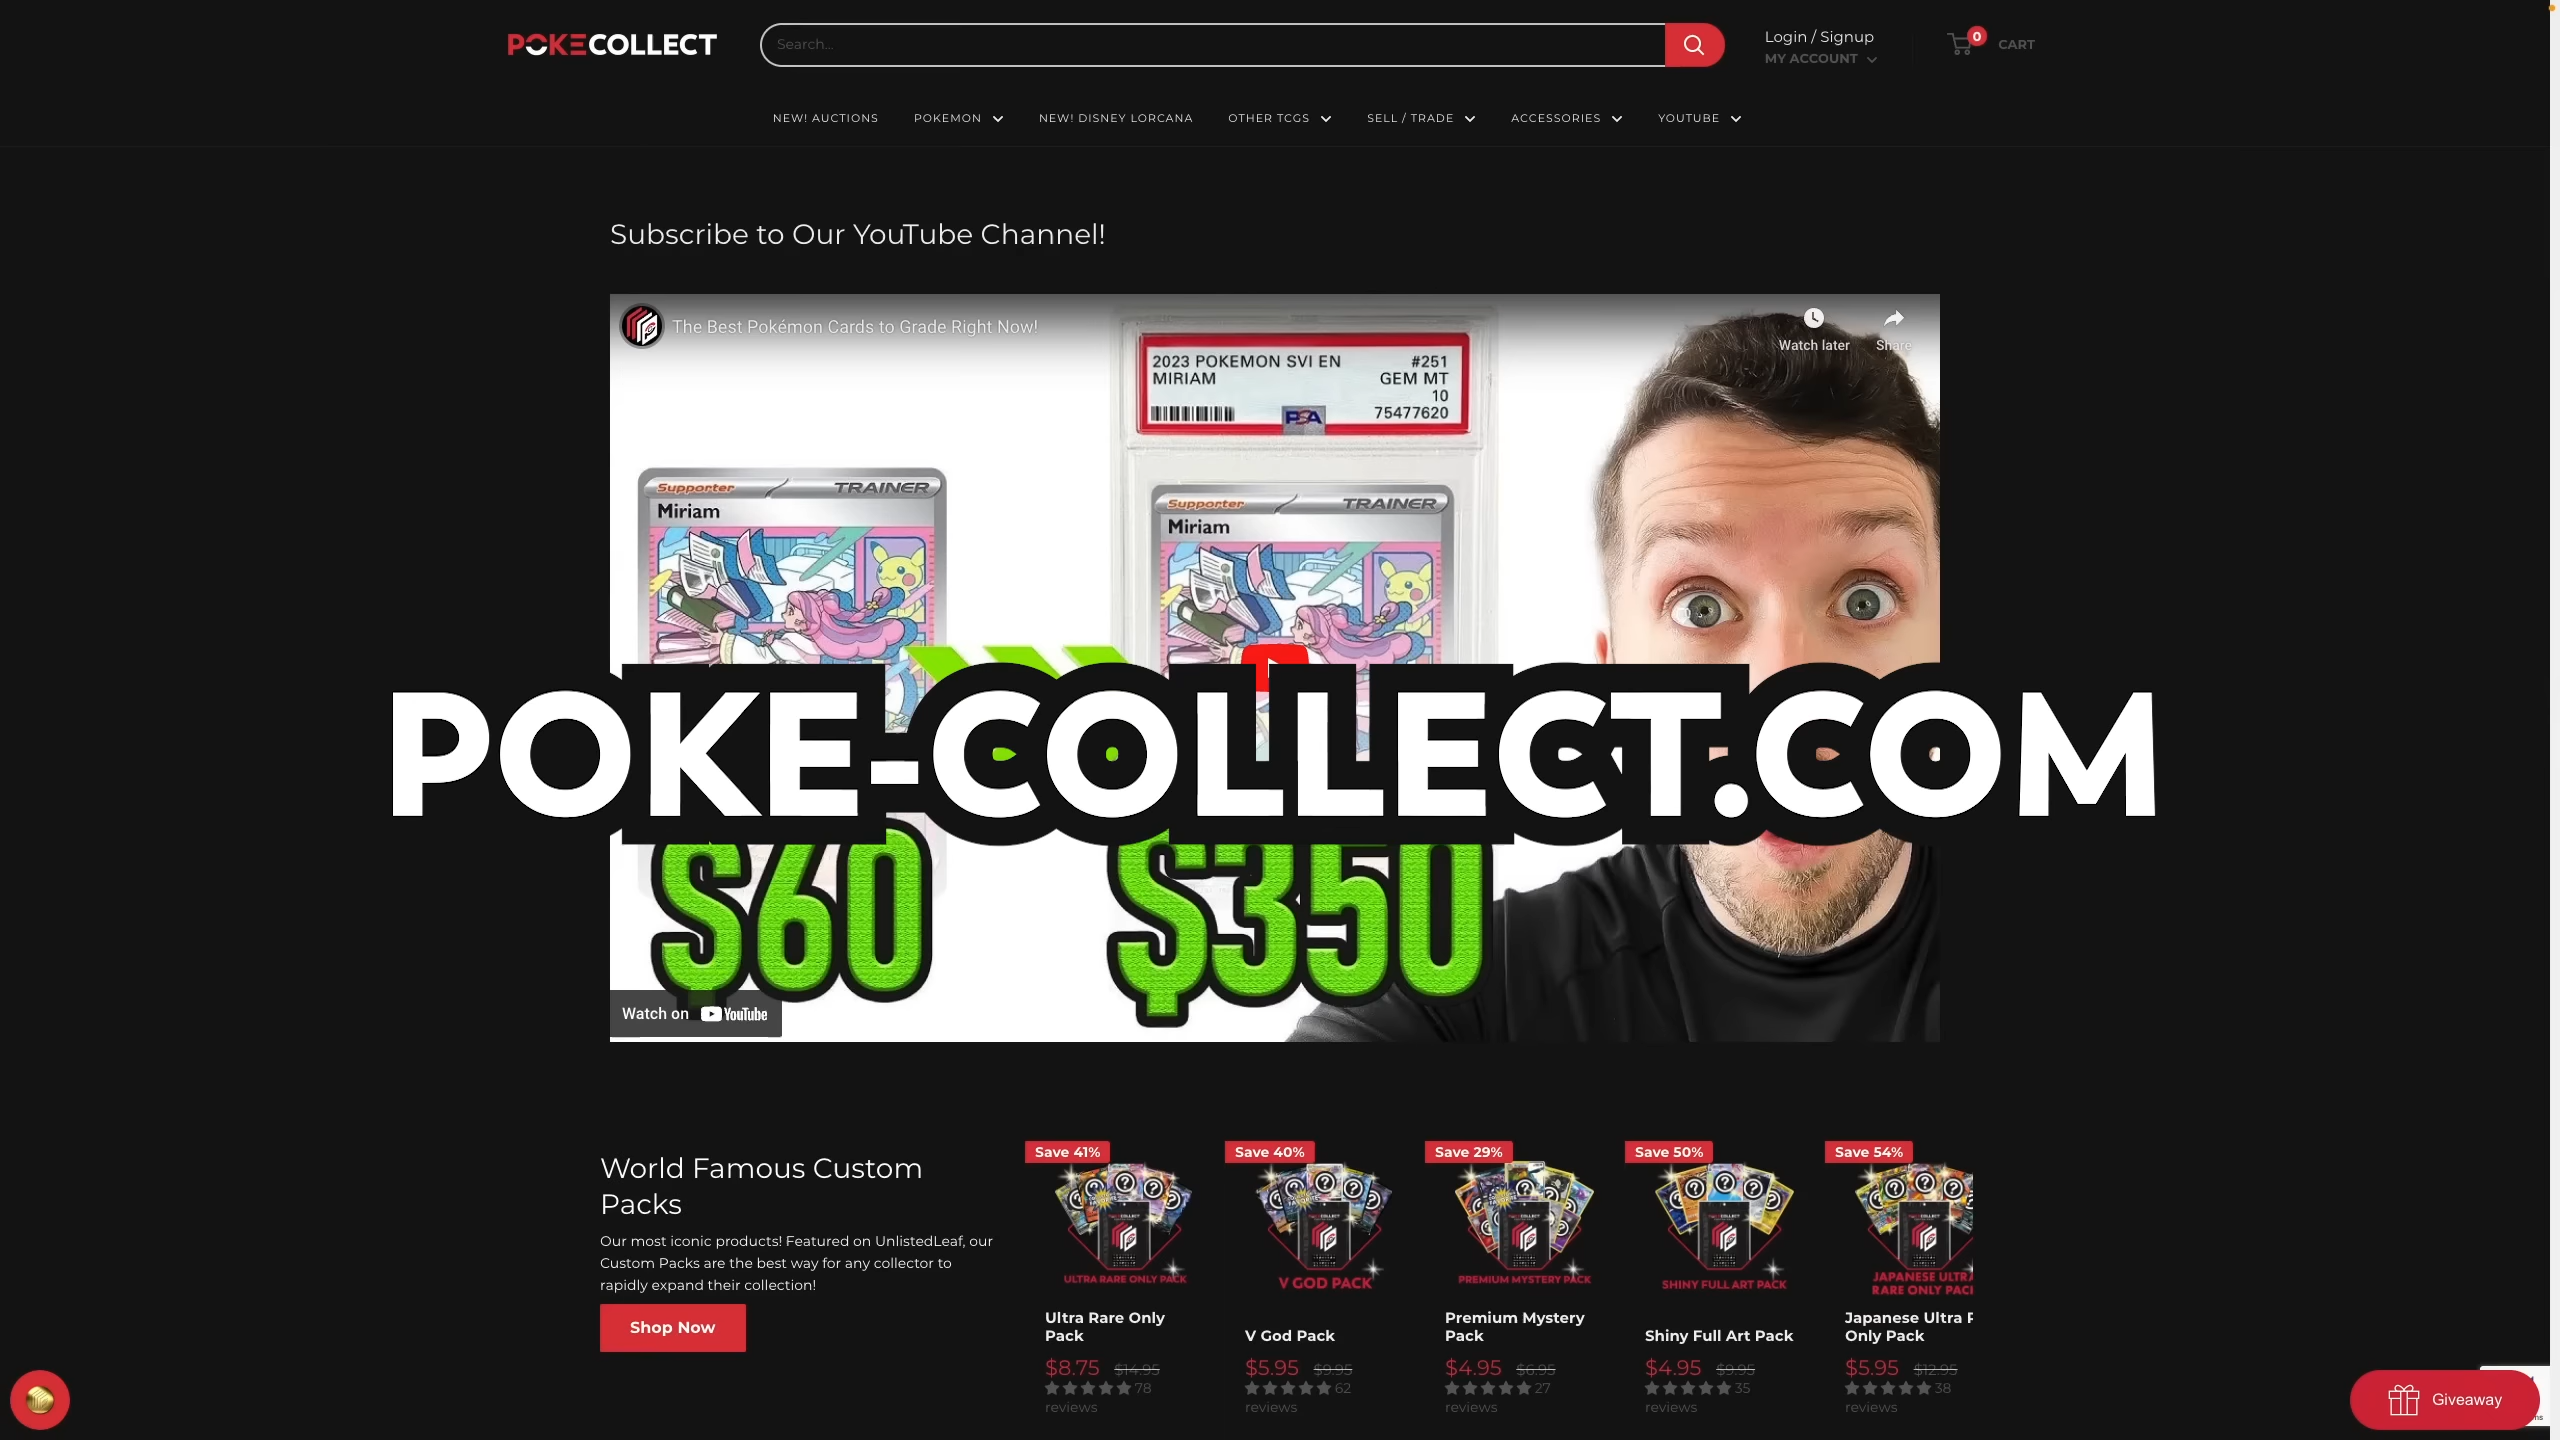 POKECOLLECT
Search...
Login / Signup
MY ACCOUNT
0
CART
NEW! AUCTIONS
POKEMON
NEW! DISNEY LORCANA
OTHER TCGS
SELL / TRADE
ACCESSORIES
YOUTUBE
Subscribe to Our YouTube Channel!
The Best Pokémon Cards to Grade Right Now!
Watch later
Share
2023 POKEMON SVI EN #251
MIRIAM GEM MT
10
PSA 75477620
Supporter TRAINER
Miriam
Supporter TRAINER
Miriam
POKE-COLLECT.COM
$60
$350
Watch on YouTube
World Famous Custom
Packs
Our most iconic products! Featured on UnlistedLeaf, our
Custom Packs are the best way for any collector to
rapidly expand their collection!
Shop Now
Save 41%
ULTRA RARE ONLY PACK
Ultra Rare Only
Pack
$8.75 $14.95
78
reviews
Save 40%
V GOD PACK
V God Pack
$5.95 $9.95
62
reviews
Save 29%
PREMIUM MYSTERY PACK
Premium Mystery
Pack
$4.95 $6.95
27
reviews
Save 50%
SHINY FULL ART PACK
Shiny Full Art Pack
$4.95 $9.95
35
reviews
Save 54%
JAPANESE ULTRA
RARE ONLY PACK
Japanese Ultra
Only Pack
$5.95 $12.95
38
reviews
Giveaway